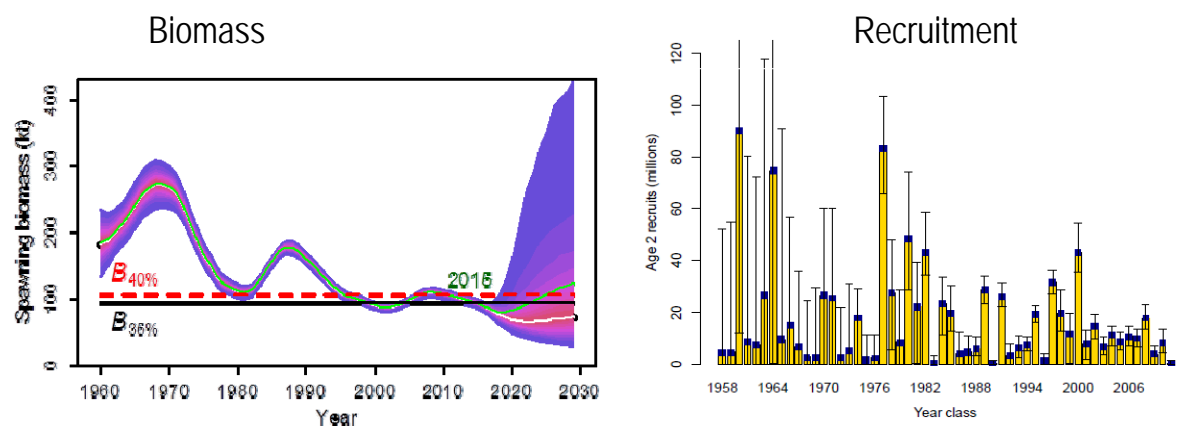 Biomass
Spawning biomass (kt)
400
300
200
100
0
B40%
2015
B35%
1960 1970 1980 1990 2000 2010 2020 2030
Year
Recruitment
Age 2 recruits (millions)
120
100
80
60
40
20
0
1958 1964 1970 1976 1982 1988 1994 2000 2006
Year class